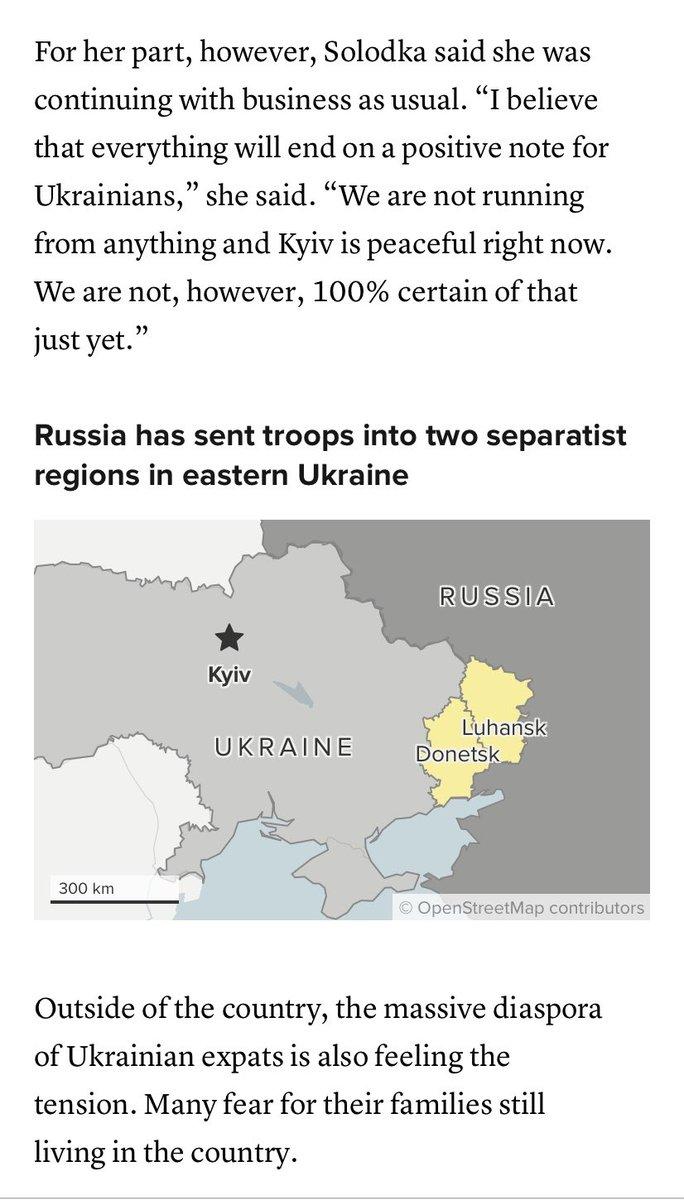 For her part, however, Solodka said she was
continuing with business as usual. “I believe
that everything will end on a positive note for
Ukrainians,” she said. “We are not running
from anything and Kyiv is peaceful right now.
We are not, however, 100% certain of that
just yet.”
Russia has sent troops into two separatist
regions in eastern Ukraine
RUSSIA
Kyiv
Luhansk
UKRAINE
Donetsk
300 km
© OpenStreetMap contributors
Outside of the country, the massive diaspora
of Ukrainian expats is also feeling the
tension. Many fear for their families still
living in the country.